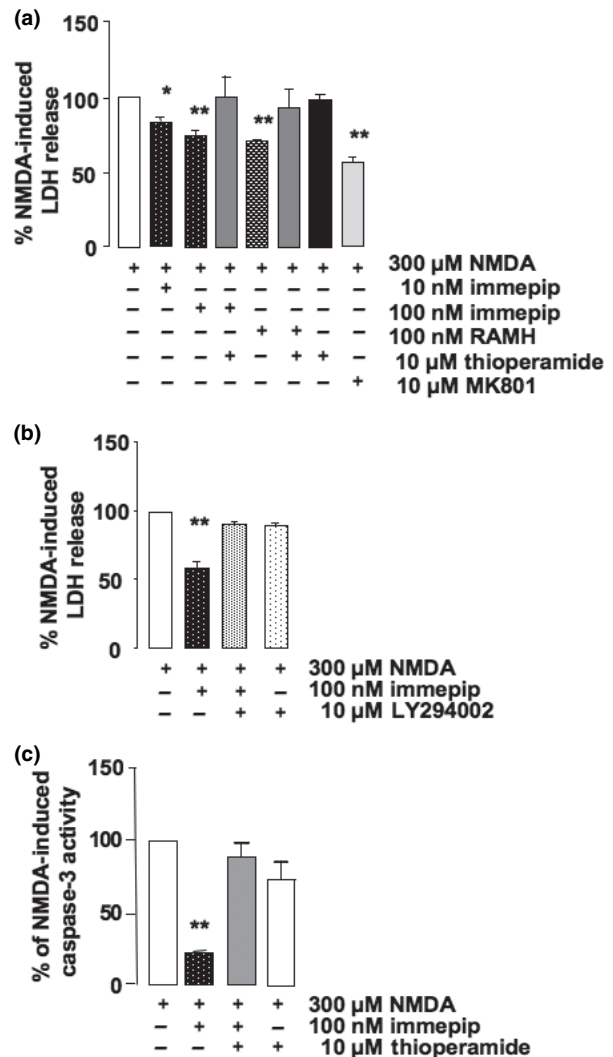 (a)
150
100
50
0
% NMDA-induced
LDH release
* ** ** **
+ + + + + + + + 300 µM NMDA
– + – – – – – – 10 nM immepip
– – + + – – – – 100 nM immepip
– – – – + + – – 100 nM RAMH
– – – + – + + – 10 µM thioperamide
– – – – – – – + 10 µM MK801
(b)
150
100
50
0
% NMDA-induced
LDH release
**
+ + + + 300 µM NMDA
– + + – 100 nM immepip
– – + + 10 µM LY294002
(c)
150
100
50
0
% of NMDA-induced
caspase-3 activity
**
+ + + + 300 µM NMDA
– + + – 100 nM immepip
– – + + 10 µM thioperamide